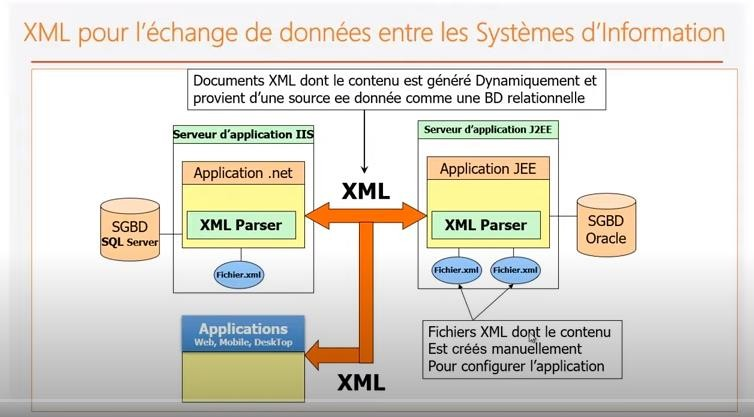 XML pour l'échange de données entre les Systèmes d'Information
Documents XML dont le contenu est généré Dynamiquement et
provient d'une source ee donnée comme une BD relationnelle
Serveur d'application IIS
Serveur d'application J2EE
Application .net
Application JEE
XML
XML Parser
XML Parser
SGBD
SQL Server
SGBD
Oracle
Fichier.xml
Fichier.xml
Fichier.xml
Applications
Web, Mobile, DeskTop
XML
Fichiers XML dont le contenu
Est créés manuellement
Pour configurer l'application